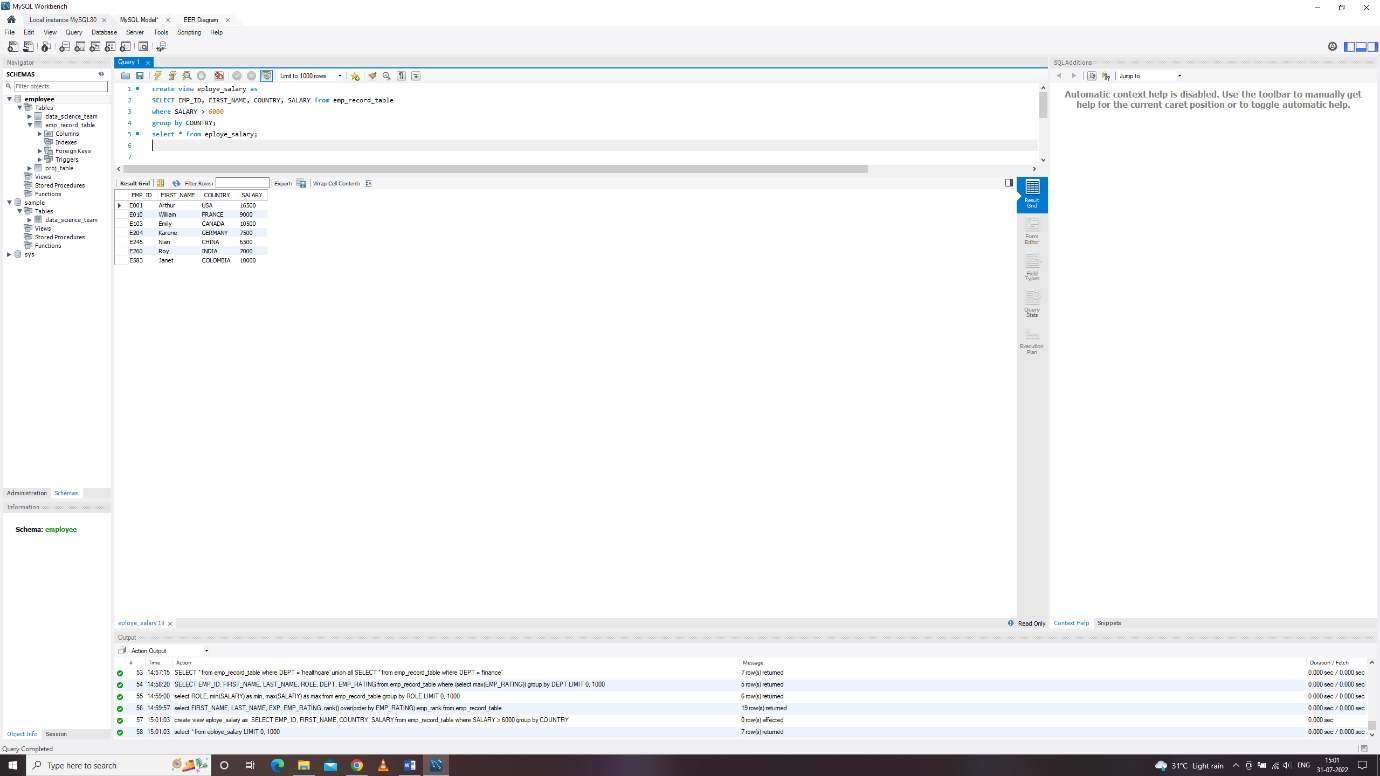 MySQL Workbench
Local instance MySQL80 × MySQL Model* × EER Diagram ×
File Edit View Query Database Server Tools Scripting Help
Navigator
SCHEMAS
Filter objects
employee
Tables
data_science_team
emp_record_table
Columns
Indexes
Foreign Keys
Triggers
proj_table
Views
Stored Procedures
Functions
sample
Tables
data_science_team
Views
Stored Procedures
Functions
sys
Administration Schemas
Information
Schema: employee
Object Info Session
Query 1 ×
Limit to 1000 rows
1 create view eploye_salary as
2 SELECT EMP_ID, FIRST_NAME, COUNTRY, SALARY from emp_record_table
3 where SALARY > 6000
4 group by COUNTRY;
5 select * from eploye_salary;
6
7
Result Grid Filter Rows: Export: Wrap Cell Content:
EMP_ID FIRST_NAME COUNTRY SALARY
E001 Arthur USA 16500
E010 William FRANCE 9000
E103 Emily CANADA 10500
E204 Karene GERMANY 7500
E245 Nian CHINA 6500
E260 Roy INDIA 7000
E583 Janet COLOMBIA 10000
Result Grid
Form Editor
Field Types
Query Stats
Execution Plan
eploye_salary 19 ×
Read Only
SQLAdditions
Jump to
Automatic context help is disabled. Use the toolbar to manually get
help for the current caret position or to toggle automatic help.
Context Help Snippets
Output
Action Output
# Time Action Message Duration / Fetch
53 14:57:15 SELECT * from emp_record_table where DEPT = 'healthcare' union all SELECT * from emp_record_table where DEPT = 'finance' 7 row(s) returned 0.000 sec / 0.000 sec
54 14:58:20 SELECT EMP_ID, FIRST_NAME, LAST_NAME, ROLE, DEPT, EMP_RATING from emp_record_table where (select max(EMP_RATING)) group by DEPT LIMIT 0, 1000 5 row(s) returned 0.000 sec / 0.000 sec
55 14:59:00 select ROLE, min(SALARY) as min, max(SALARY) as max from emp_record_table group by ROLE LIMIT 0, 1000 6 row(s) returned 0.000 sec / 0.000 sec
56 14:59:57 select FIRST_NAME, LAST_NAME, EXP, EMP_RATING, rank() over(order by EMP_RATING) emp_rank from emp_record_table 19 row(s) returned 0.000 sec / 0.000 sec
57 15:01:03 create view eploye_salary as SELECT EMP_ID, FIRST_NAME, COUNTRY, SALARY from emp_record_table where SALARY > 6000 group by COUNTRY 0 row(s) affected 0.000 sec
58 15:01:03 select * from eploye_salary LIMIT 0, 1000 7 row(s) returned 0.000 sec / 0.000 sec
Query Completed
Type here to search
31°C Light rain
ENG
15:01
31-07-2022